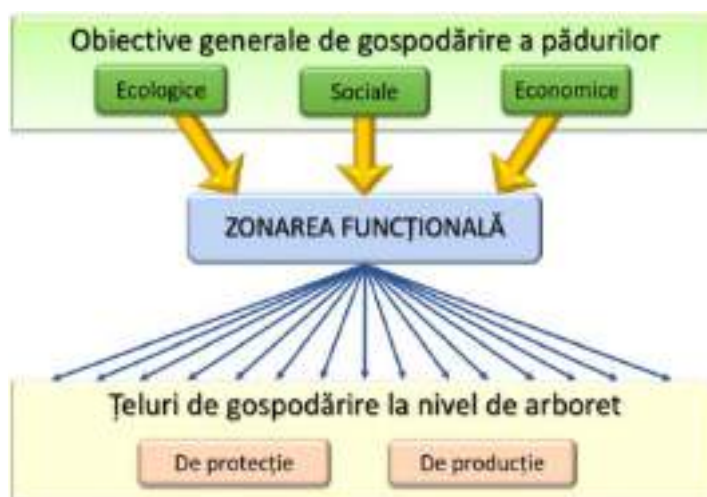 Obiective generale de gospodărire a pădurilor
Ecologice
Sociale
Economice
ZONAREA FUNCȚIONALĂ
Țeluri de gospodărire la nivel de arboret
De protecție
De producție